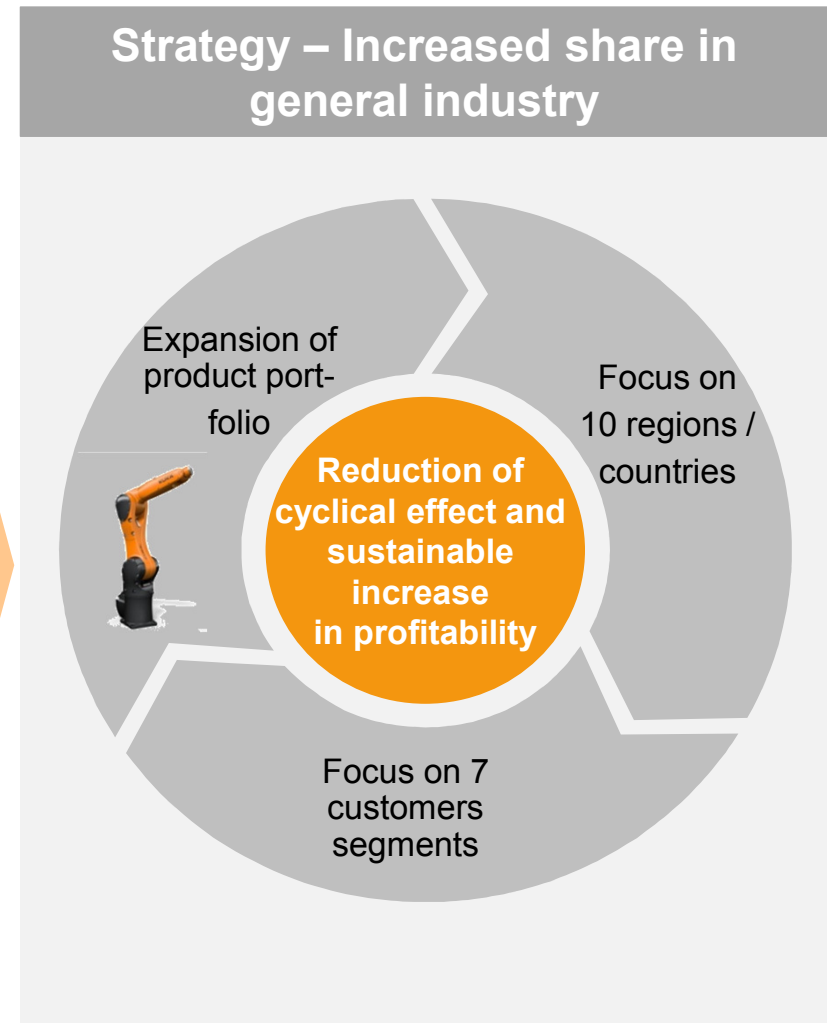 Strategy – Increased share in
general industry
Expansion of
product port-
folio
Focus on
10 regions /
countries
Reduction of
cyclical effect and
sustainable
increase
in profitability
Focus on 7
customers
segments